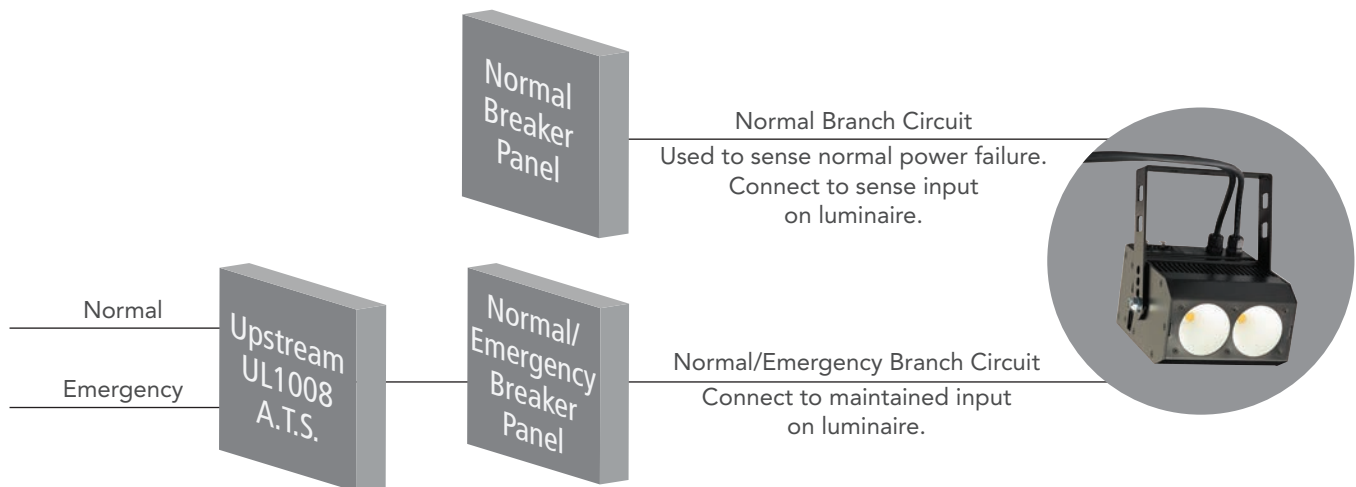 Normal
Breaker
Panel
Normal Branch Circuit
Used to sense normal power failure.
Connect to sense input
on luminaire.
Normal
Emergency
Upstream
UL1008
A.T.S.
Normal/
Emergency
Breaker
Panel
Normal/Emergency Branch Circuit
Connect to maintained input
on luminaire.